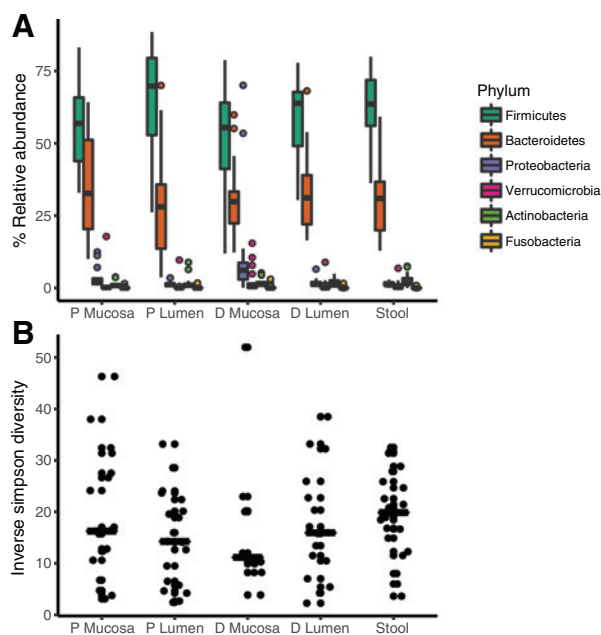 A
% Relative abundance
75
50
25
0
P Mucosa P Lumen D Mucosa D Lumen Stool
Phylum
Firmicutes
Bacteroidetes
Proteobacteria
Verrucomicrobia
Actinobacteria
Fusobacteria
B
Inverse simpson diversity
50
40
30
20
10
0
P Mucosa P Lumen D Mucosa D Lumen Stool